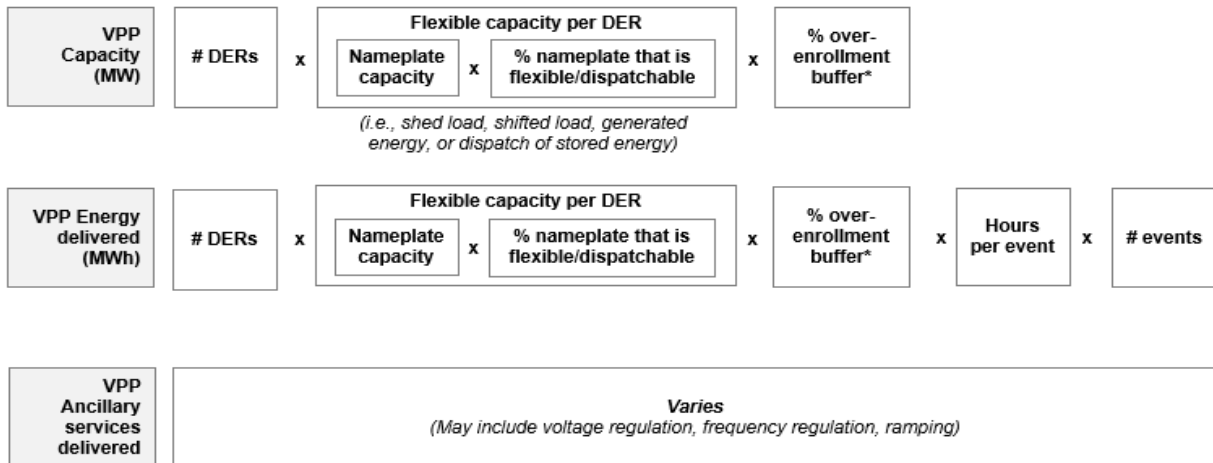 VPP
Capacity
(MW)
# DERs
x
Flexible capacity per DER
Nameplate
capacity
x
% nameplate that is
flexible/dispatchable
x
% over-
enrollment
buffer*
(i.e., shed load, shifted load, generated
energy, or dispatch of stored energy)
VPP Energy
delivered
(MWh)
# DERs
x
Flexible capacity per DER
Nameplate
capacity
x
% nameplate that is
flexible/dispatchable
x
% over-
enrollment
buffer*
x
Hours
per event
x
# events
VPP
Ancillary
services
delivered
Varies
(May include voltage regulation, frequency regulation, ramping)